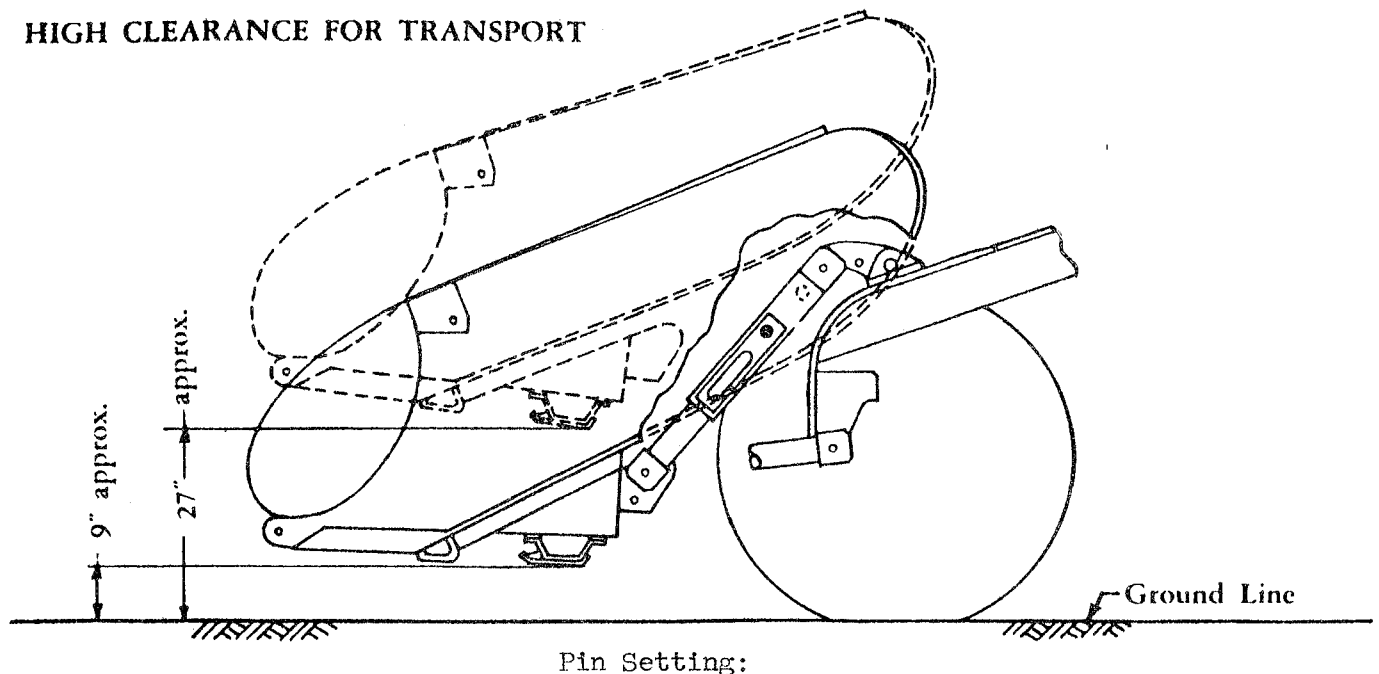 HIGH CLEARANCE FOR TRANSPORT
9" approx.
27" approx.
Ground Line
Pin Setting: